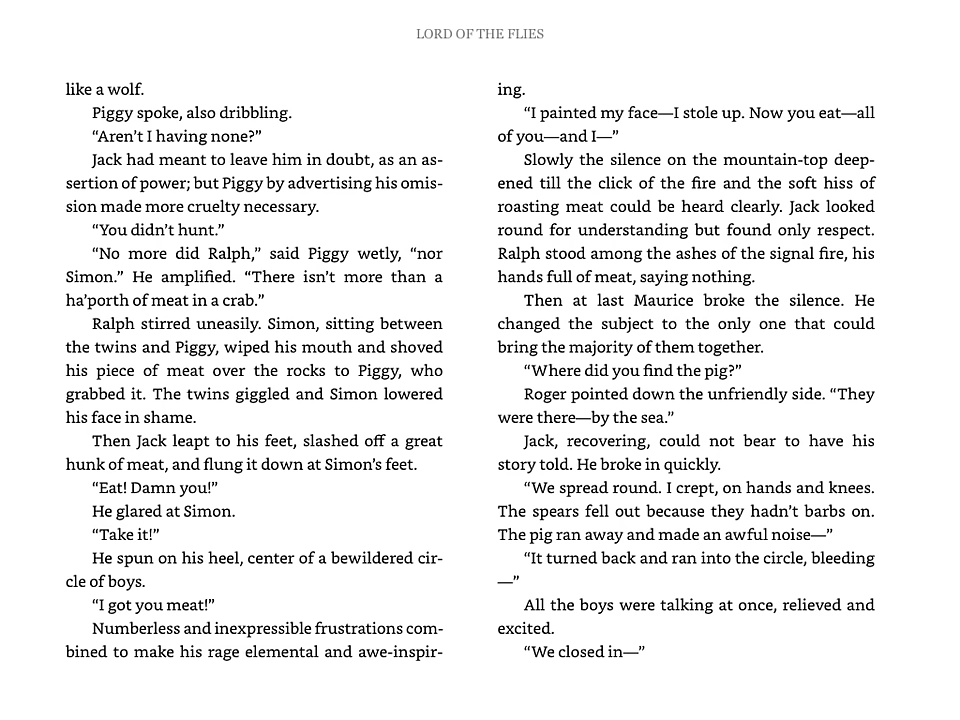 LORD OF THE FLIES
like a wolf.
Piggy spoke, also dribbling.
“Aren’t I having none?”
Jack had meant to leave him in doubt, as an as-
sertion of power; but Piggy by advertising his omis-
sion made more cruelty necessary.
“You didn’t hunt.”
“No more did Ralph,” said Piggy wetly, “nor
Simon.” He amplified. “There isn’t more than a
ha’porth of meat in a crab.”
Ralph stirred uneasily. Simon, sitting between
the twins and Piggy, wiped his mouth and shoved
his piece of meat over the rocks to Piggy, who
grabbed it. The twins giggled and Simon lowered
his face in shame.
Then Jack leapt to his feet, slashed off a great
hunk of meat, and flung it down at Simon’s feet.
“Eat! Damn you!”
He glared at Simon.
“Take it!”
He spun on his heel, center of a bewildered cir-
cle of boys.
“I got you meat!”
Numberless and inexpressible frustrations com-
bined to make his rage elemental and awe-inspir-
ing.
“I painted my face—I stole up. Now you eat—all
of you—and I—”
Slowly the silence on the mountain-top deep-
ened till the click of the fire and the soft hiss of
roasting meat could be heard clearly. Jack looked
round for understanding but found only respect.
Ralph stood among the ashes of the signal fire, his
hands full of meat, saying nothing.
Then at last Maurice broke the silence. He
changed the subject to the only one that could
bring the majority of them together.
“Where did you find the pig?”
Roger pointed down the unfriendly side. “They
were there—by the sea.”
Jack, recovering, could not bear to have his
story told. He broke in quickly.
“We spread round. I crept, on hands and knees.
The spears fell out because they hadn’t barbs on.
The pig ran away and made an awful noise—”
“It turned back and ran into the circle, bleeding
—”
All the boys were talking at once, relieved and
excited.
“We closed in—”